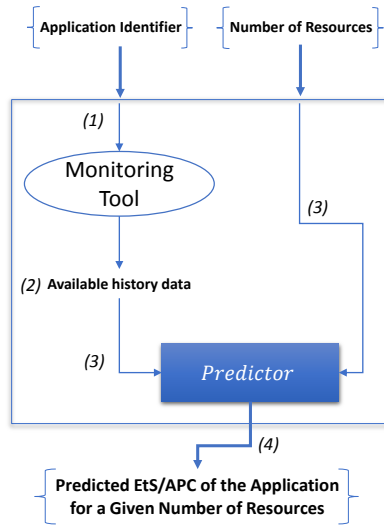 Application Identifier
Number of Resources
(1)
Monitoring
Tool
(3)
(2) Available history data
(3)
Predictor
(4)
Predicted EtS/APC of the Application
for a Given Number of Resources